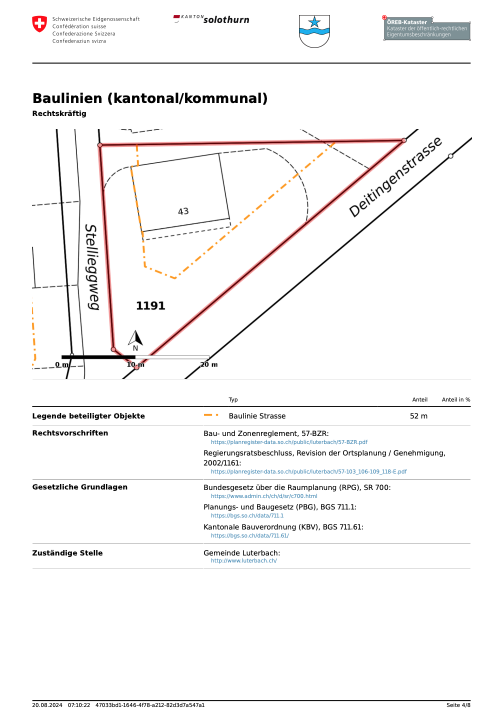 Schweizerische Eidgenossenschaft
Confédération suisse
Confederazione Svizzera
Confederaziun svizra
KANTON solothurn
ÖREB-Kataster
Kataster der öffentlich-rechtlichen
Eigentumsbeschränkungen
Baulinien (kantonal/kommunal)
Rechtskräftig
Deitingenstrasse
43
Stellieggweg
1191
N
0 m 10 m 20 m
Typ Anteil Anteil in %
Legende beteiligter Objekte Baulinie Strasse 52 m
Rechtsvorschriften Bau- und Zonenreglement, 57-BZR:
https://planregister-data.so.ch/public/luterbach/57-BZR.pdf
Regierungsratsbeschluss, Revision der Ortsplanung / Genehmigung,
2002/1161:
https://planregister-data.so.ch/public/luterbach/57-103_106-109_118-E.pdf
Gesetzliche Grundlagen Bundesgesetz über die Raumplanung (RPG), SR 700:
https://www.admin.ch/ch/d/sr/c700.html
Planungs- und Baugesetz (PBG), BGS 711.1:
https://bgs.so.ch/data/711.1
Kantonale Bauverordnung (KBV), BGS 711.61:
https://bgs.so.ch/data/711.61/
Zuständige Stelle Gemeinde Luterbach:
http://www.luterbach.ch/
20.08.2024 07:10:22 47033bd1-1646-4f78-a212-82d3d7a547a1 Seite 4/8